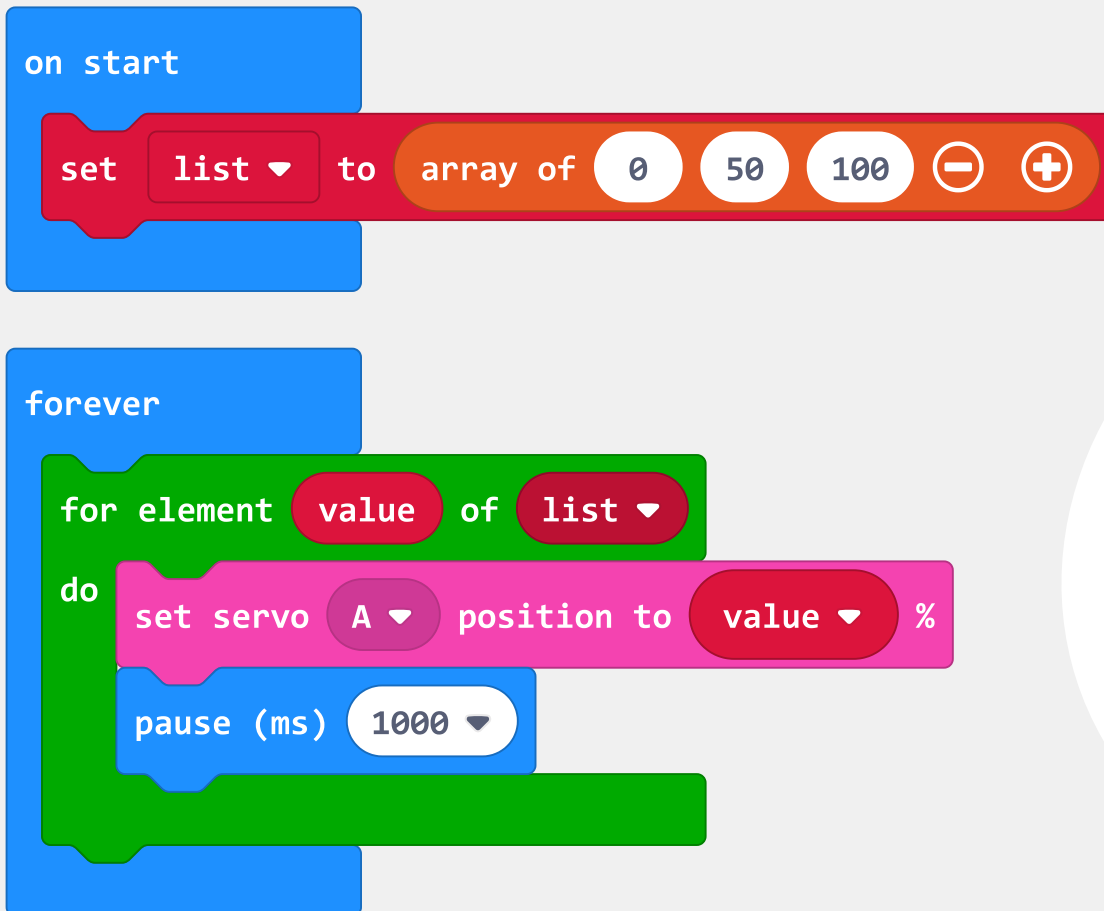 on start
set list to array of 0 50 100
forever
for element value of list
do
set servo A position to value %
pause (ms) 1000